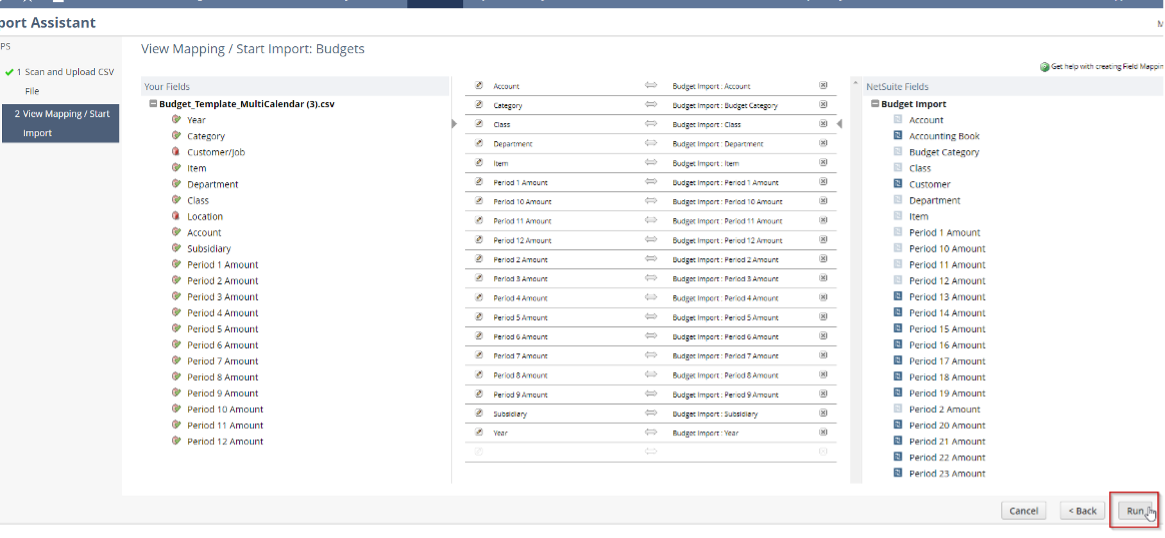 port Assistant
PS
1 Scan and Upload CSV
File
2 View Mapping / Start
Import
View Mapping / Start Import: Budgets
Get help with creating Field Mappin
Your Fields
Budget_Template_MultiCalendar (3).csv
Year
Category
Customer/Job
Item
Department
Class
Location
Account
Subsidiary
Period 1 Amount
Period 2 Amount
Period 3 Amount
Period 4 Amount
Period 5 Amount
Period 6 Amount
Period 7 Amount
Period 8 Amount
Period 9 Amount
Period 10 Amount
Period 11 Amount
Period 12 Amount
Account Budget Import : Account
Category Budget Import : Budget Category
Class Budget Import : Class
Department Budget Import : Department
Item Budget Import : Item
Period 1 Amount Budget Import : Period 1 Amount
Period 10 Amount Budget Import : Period 10 Amount
Period 11 Amount Budget Import : Period 11 Amount
Period 12 Amount Budget Import : Period 12 Amount
Period 2 Amount Budget Import : Period 2 Amount
Period 3 Amount Budget Import : Period 3 Amount
Period 4 Amount Budget Import : Period 4 Amount
Period 5 Amount Budget Import : Period 5 Amount
Period 6 Amount Budget Import : Period 6 Amount
Period 7 Amount Budget Import : Period 7 Amount
Period 8 Amount Budget Import : Period 8 Amount
Period 9 Amount Budget Import : Period 9 Amount
Subsidiary Budget Import : Subsidiary
Year Budget Import : Year
NetSuite Fields
Budget Import
Account
Accounting Book
Budget Category
Class
Customer
Department
Item
Period 1 Amount
Period 10 Amount
Period 11 Amount
Period 12 Amount
Period 13 Amount
Period 14 Amount
Period 15 Amount
Period 16 Amount
Period 17 Amount
Period 18 Amount
Period 19 Amount
Period 2 Amount
Period 20 Amount
Period 21 Amount
Period 22 Amount
Period 23 Amount
Cancel
< Back
Run